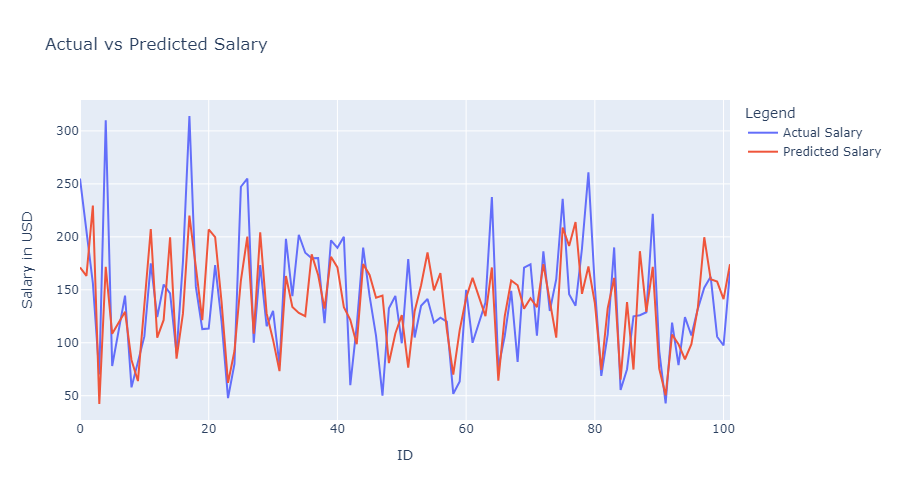 Actual vs Predicted Salary
Legend
Actual Salary
Predicted Salary
300
250
200
150
100
50
Salary in USD
0 20 40 60 80 100
ID